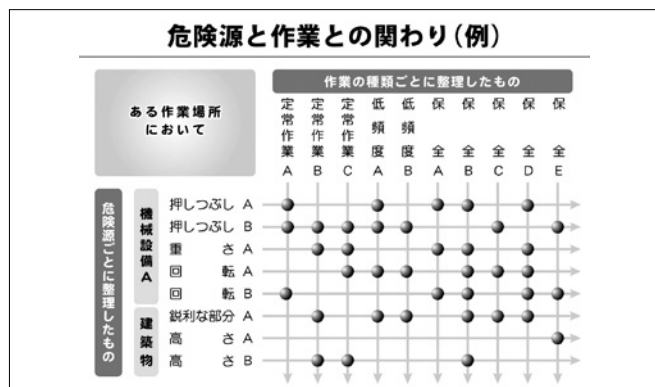 危険源と作業との関わり(例)
作業の種類ごとに整理したもの
ある作業場所
において
定常作業A
定常作業B
定常作業C
低頻度A
低頻度B
保全A
保全B
保全C
保全D
保全E
危険源ごとに整理したもの
機械設備A
押しつぶし A
押しつぶし B
重さ A
回転 A
回転 B
建築物
鋭利な部分 A
高さ A
高さ B